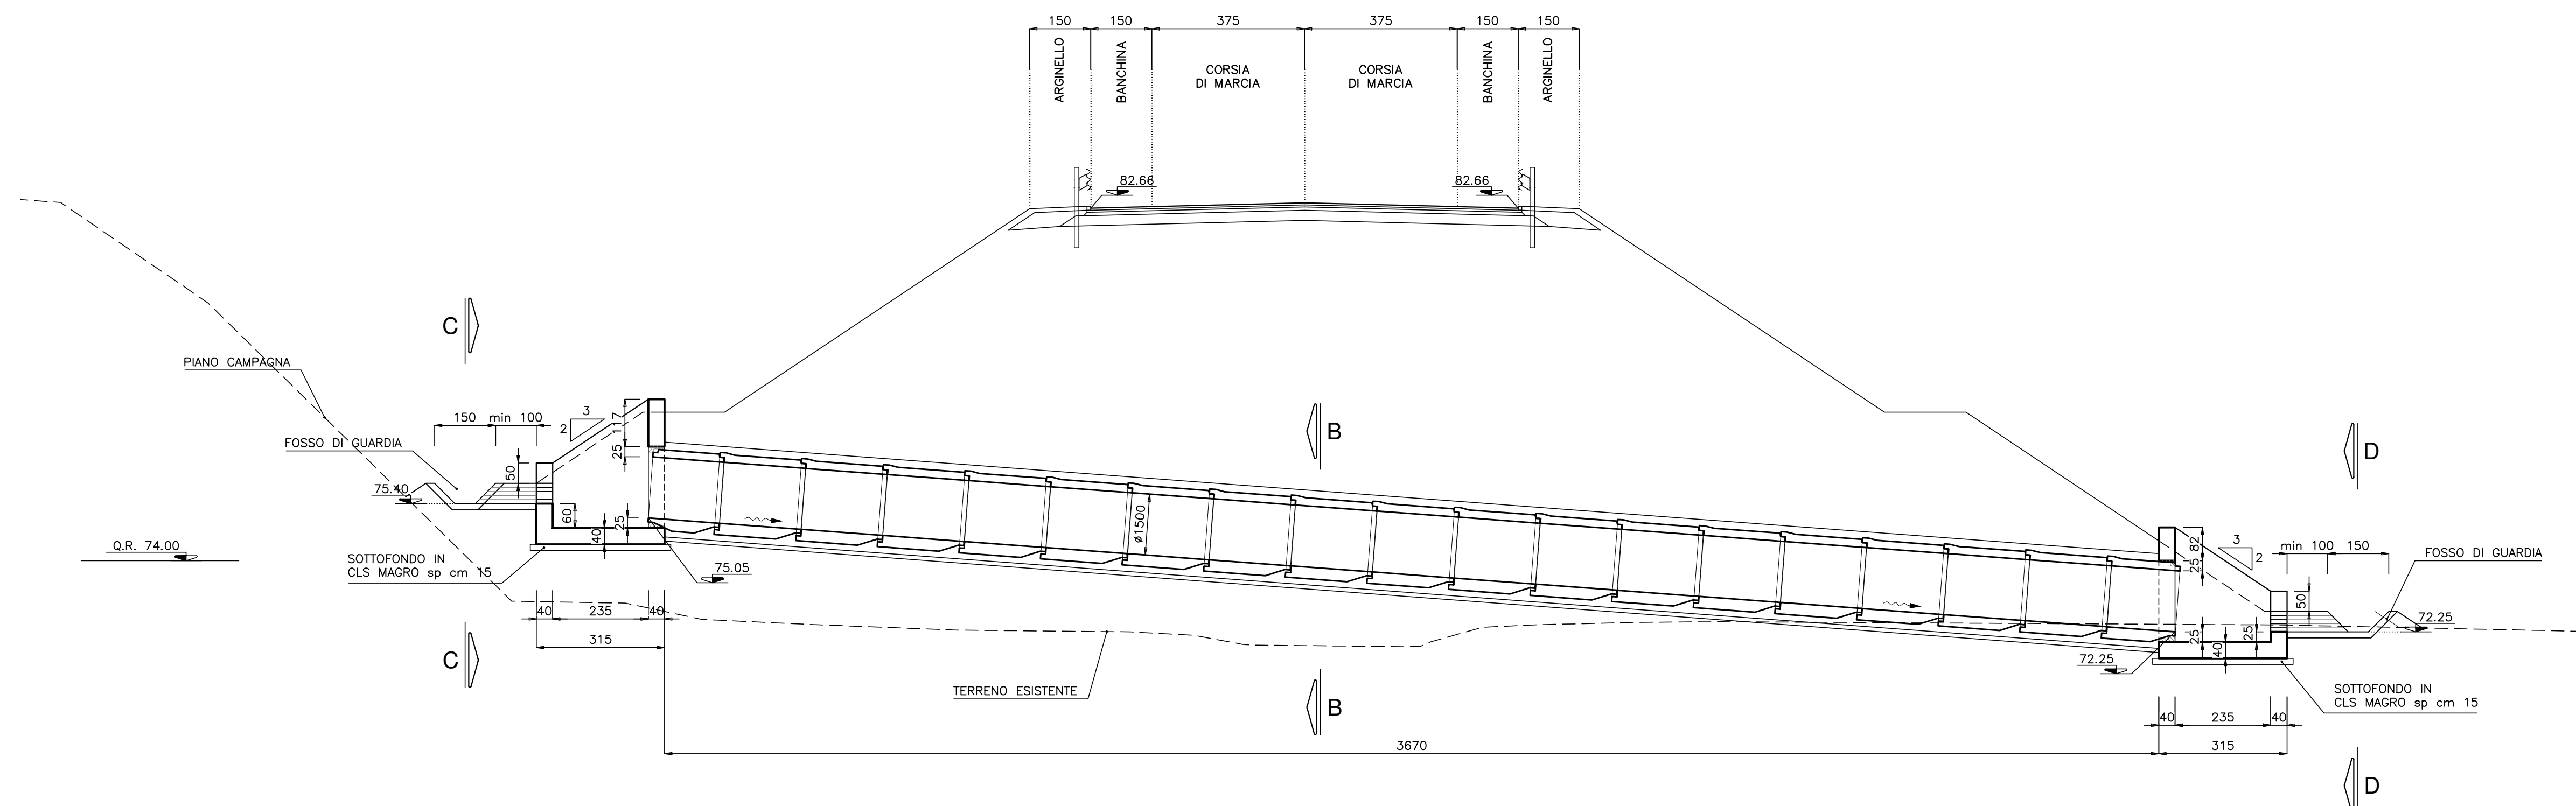 150 150 375 375 150 150
ARGINELLO
BANCHINA
CORSIA
DI MARCIA
CORSIA
DI MARCIA
BANCHINA
ARGINELLO
82.66
82.66
C
PIANO CAMPAGNA
150 min 100
3
2
117
25
FOSSO DI GUARDIA
50
75.40
60
40
25
Q.R. 74.00
SOTTOFONDO IN
CLS MAGRO sp cm 15
75.05
40 235 40
315
C
B
ø1500
TERRENO ESISTENTE
B
3670
D
82
25
3
2
min 100 150
FOSSO DI GUARDIA
50
72.25
25
40
25
72.25
SOTTOFONDO IN
CLS MAGRO sp cm 15
40 235 40
315
D